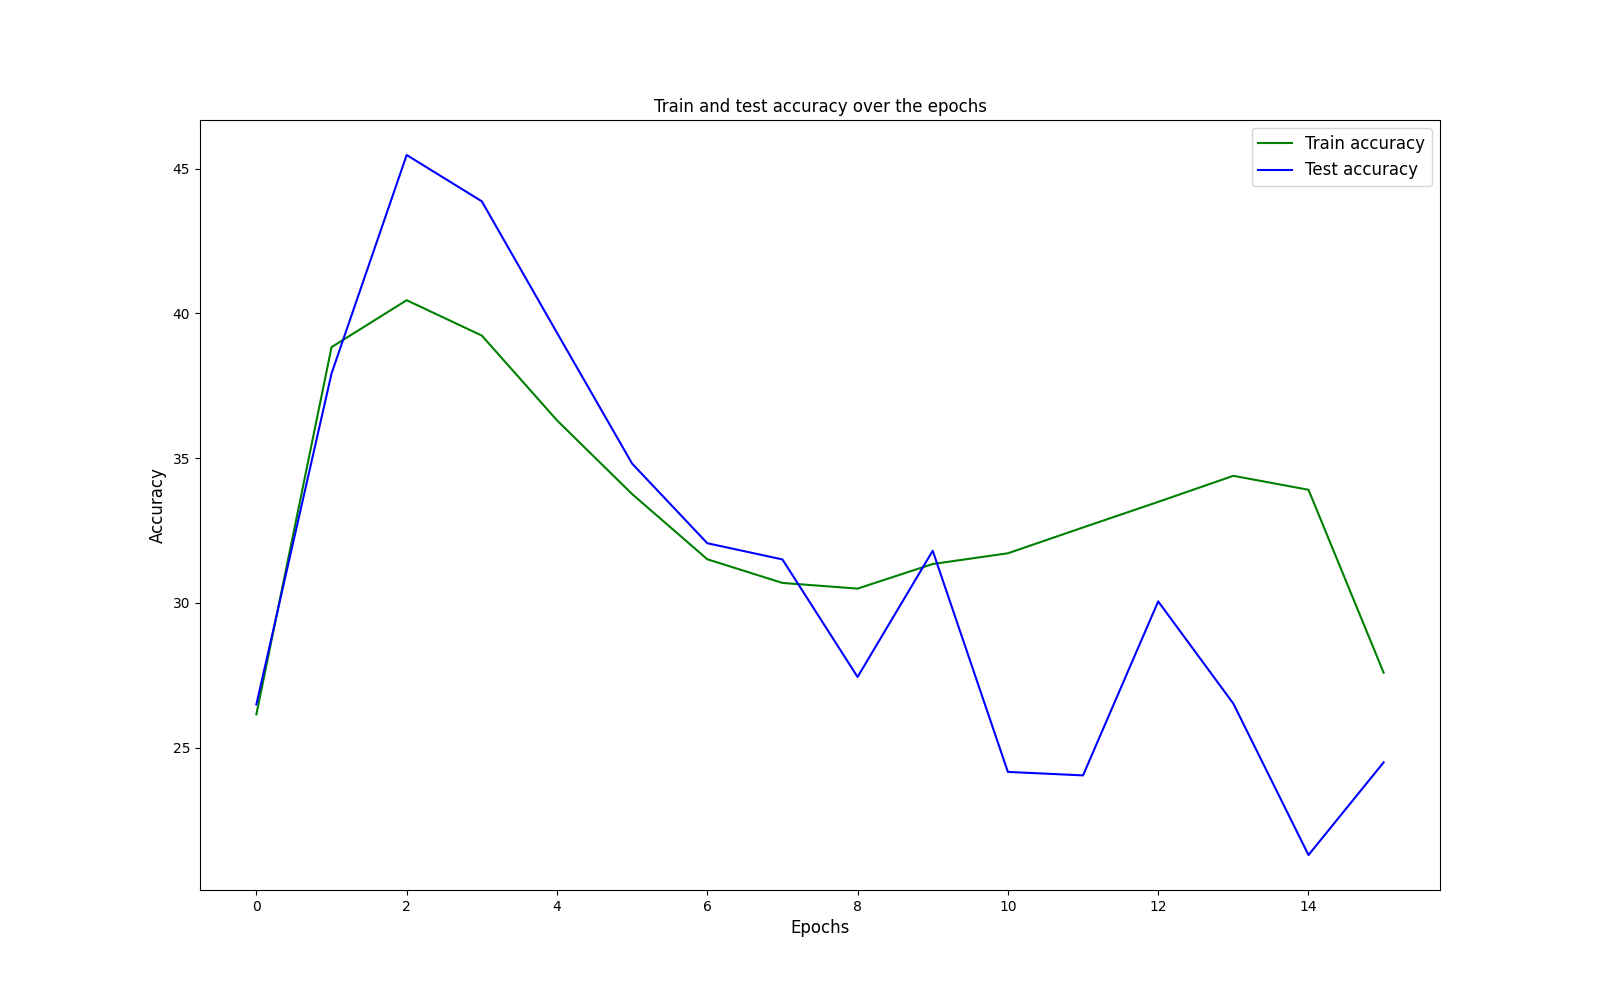 Train and test accuracy over the epochs
Train accuracy
Test accuracy
45
40
35
30
25
Accuracy
0 2 4 6 8 10 12 14
Epochs